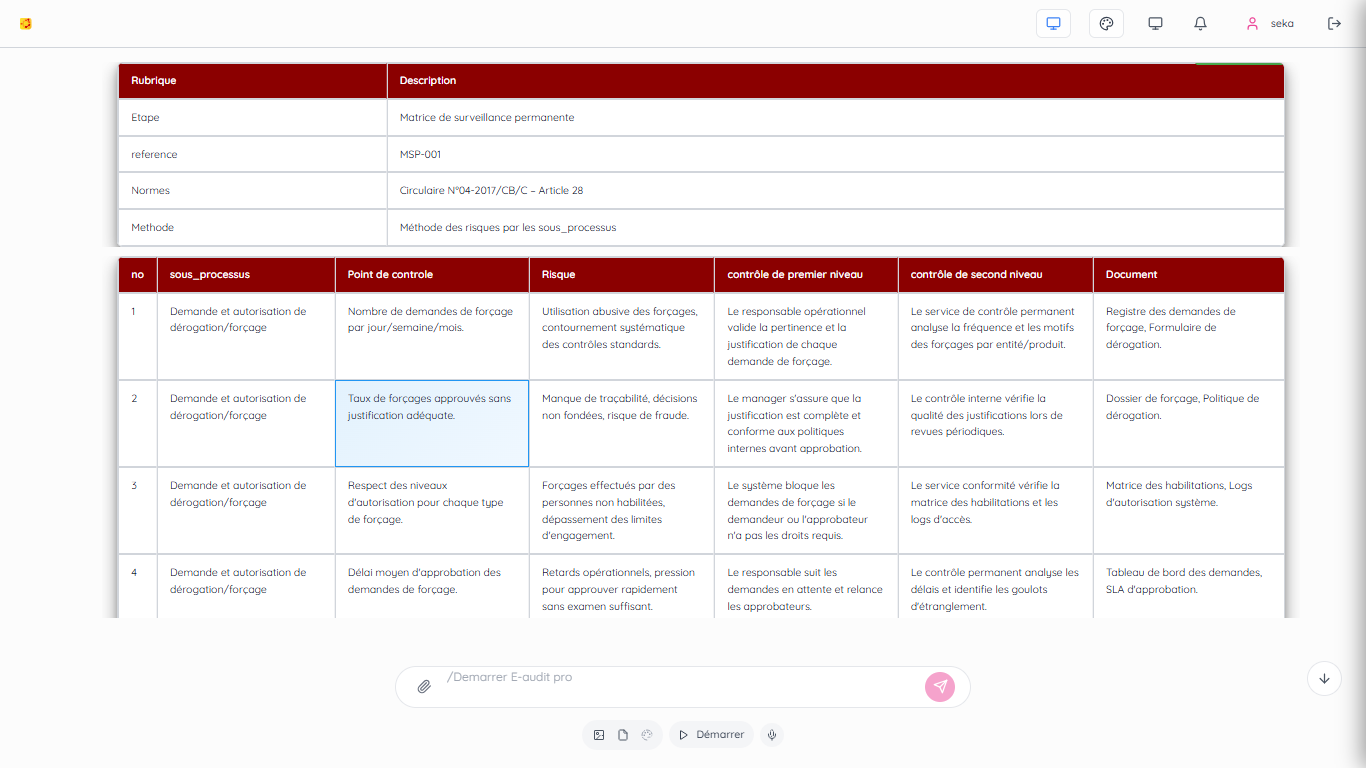 seka
Rubrique
Description
Etape
Matrice de surveillance permanente
reference
MSP-001
Normes
Circulaire N°04-2017/CB/C – Article 28
Methode
Méthode des risques par les sous_processus
no
sous_processus
Point de controle
Risque
contrôle de premier niveau
contrôle de second niveau
Document
1
Demande et autorisation de
dérogation/forçage
Nombre de demandes de forçage
par jour/semaine/mois.
Utilisation abusive des forçages,
contournement systématique
des contrôles standards.
Le responsable opérationnel
valide la pertinence et la
justification de chaque
demande de forçage.
Le service de contrôle permanent
analyse la fréquence et les motifs
des forçages par entité/produit.
Registre des demandes de
forçage, Formulaire de
dérogation.
2
Demande et autorisation de
dérogation/forçage
Taux de forçages approuvés sans
justification adéquate.
Manque de traçabilité, décisions
non fondées, risque de fraude.
Le manager s'assure que la
justification est complète et
conforme aux politiques
internes avant approbation.
Le contrôle interne vérifie la
qualité des justifications lors de
revues périodiques.
Dossier de forçage, Politique de
dérogation.
3
Demande et autorisation de
dérogation/forçage
Respect des niveaux
d'autorisation pour chaque type
de forçage.
Forçages effectués par des
personnes non habilitées,
dépassement des limites
d'engagement.
Le système bloque les
demandes de forçage si le
demandeur ou l'approbateur
n'a pas les droits requis.
Le service conformité vérifie la
matrice des habilitations et les
logs d'accès.
Matrice des habilitations, Logs
d'autorisation système.
4
Demande et autorisation de
dérogation/forçage
Délai moyen d'approbation des
demandes de forçage.
Retards opérationnels, pression
pour approuver rapidement
sans examen suffisant.
Le responsable suit les
demandes en attente et relance
les approbateurs.
Le contrôle permanent analyse les
délais et identifie les goulots
d'étranglement.
Tableau de bord des demandes,
SLA d'approbation.
/Demarrer E-audit pro
Démarrer